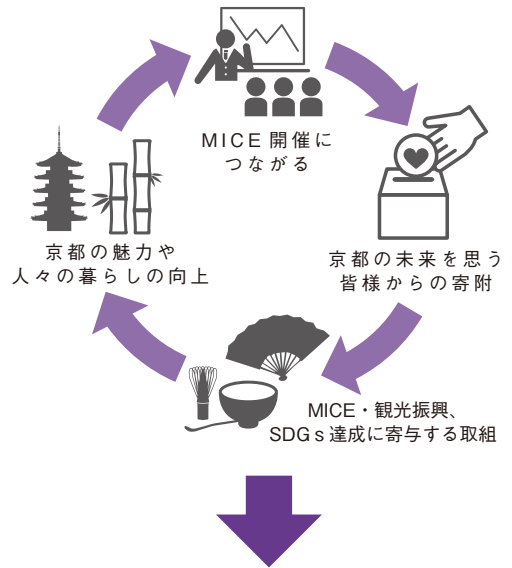 MICE 開催に
つながる
京都の未来を思う
皆様からの寄附
MICE・観光振興、
SDGｓ達成に寄与する取組
京都の魅力や
人々の暮らしの向上